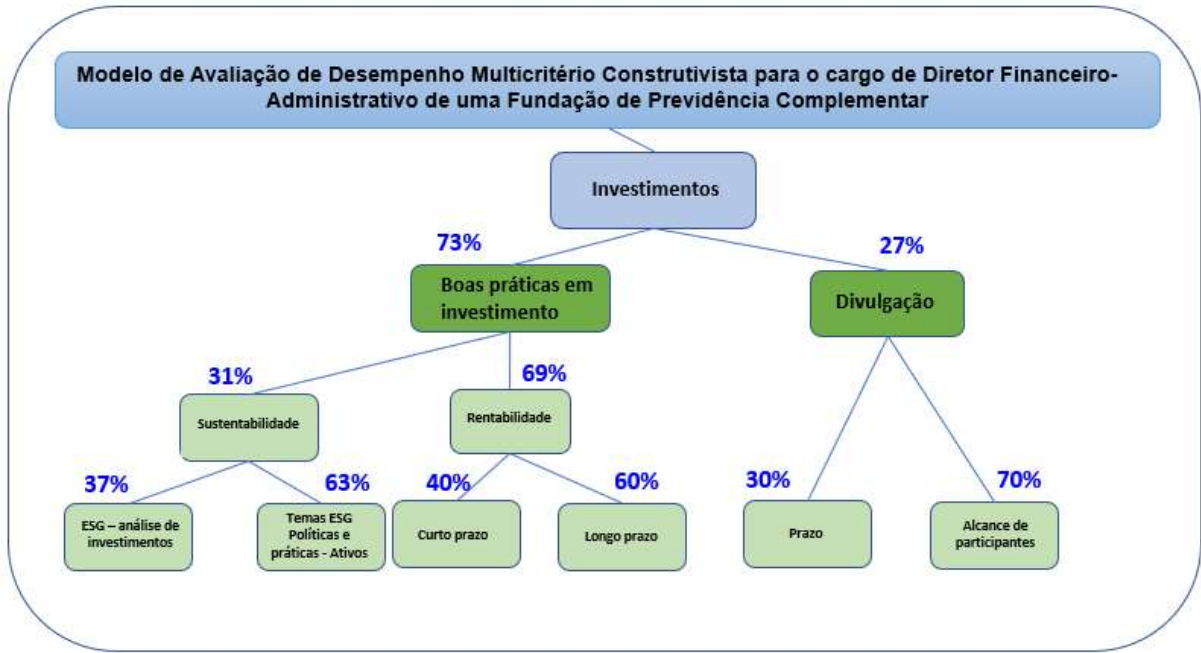 Modelo de Avaliação de Desempenho Multicritério Construtivista para o cargo de Diretor Financeiro-
Administrativo de uma Fundação de Previdência Complementar
Investimentos
73%
27%
Boas práticas em
investimento
Divulgação
31%
69%
Sustentabilidade
Rentabilidade
37%
63%
40%
60%
30%
70%
ESG – análise de
investimentos
Temas ESG
Políticas e
práticas - Ativos
Curto prazo
Longo prazo
Prazo
Alcance de
participantes